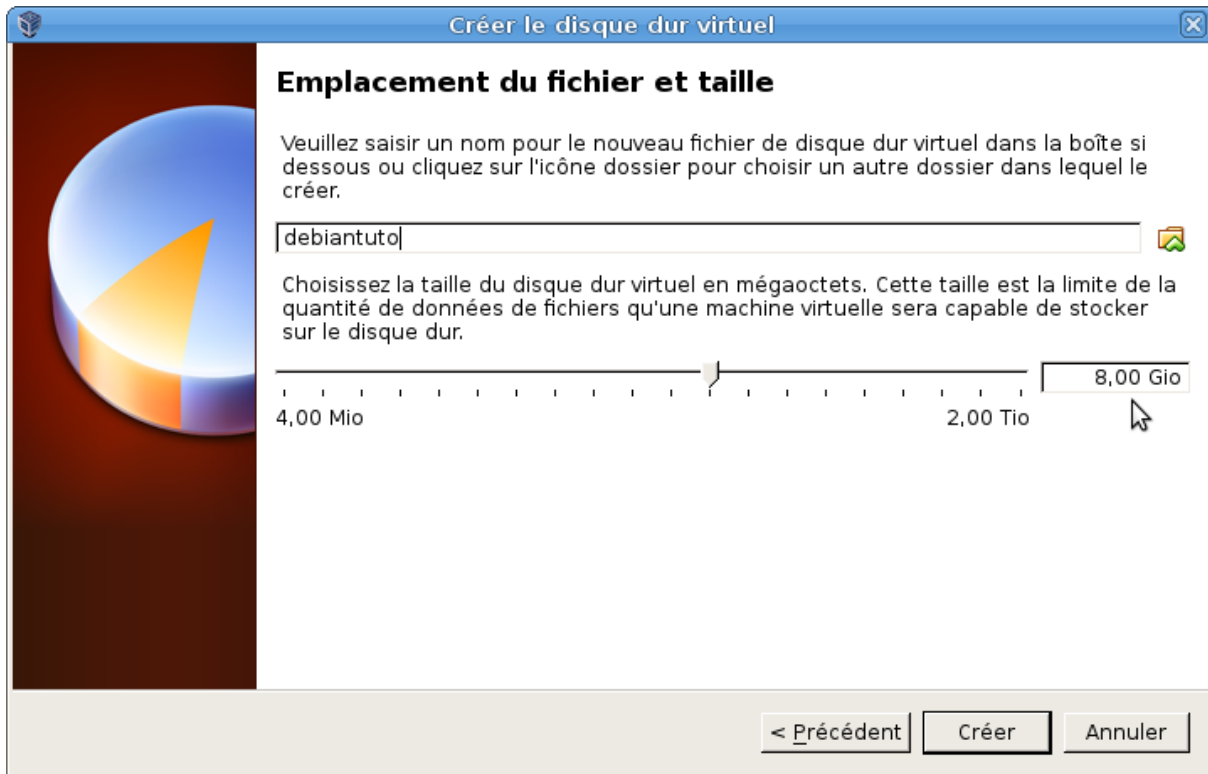 Créer le disque dur virtuel
Emplacement du fichier et taille
Veuillez saisir un nom pour le nouveau fichier de disque dur virtuel dans la boîte si
dessous ou cliquez sur l'icône dossier pour choisir un autre dossier dans lequel le
créer.
debiantuto
Choisissez la taille du disque dur virtuel en mégaoctets. Cette taille est la limite de la
quantité de données de fichiers qu'une machine virtuelle sera capable de stocker
sur le disque dur.
8,00 Gio
4,00 Mio 2,00 Tio
< Précédent Créer Annuler